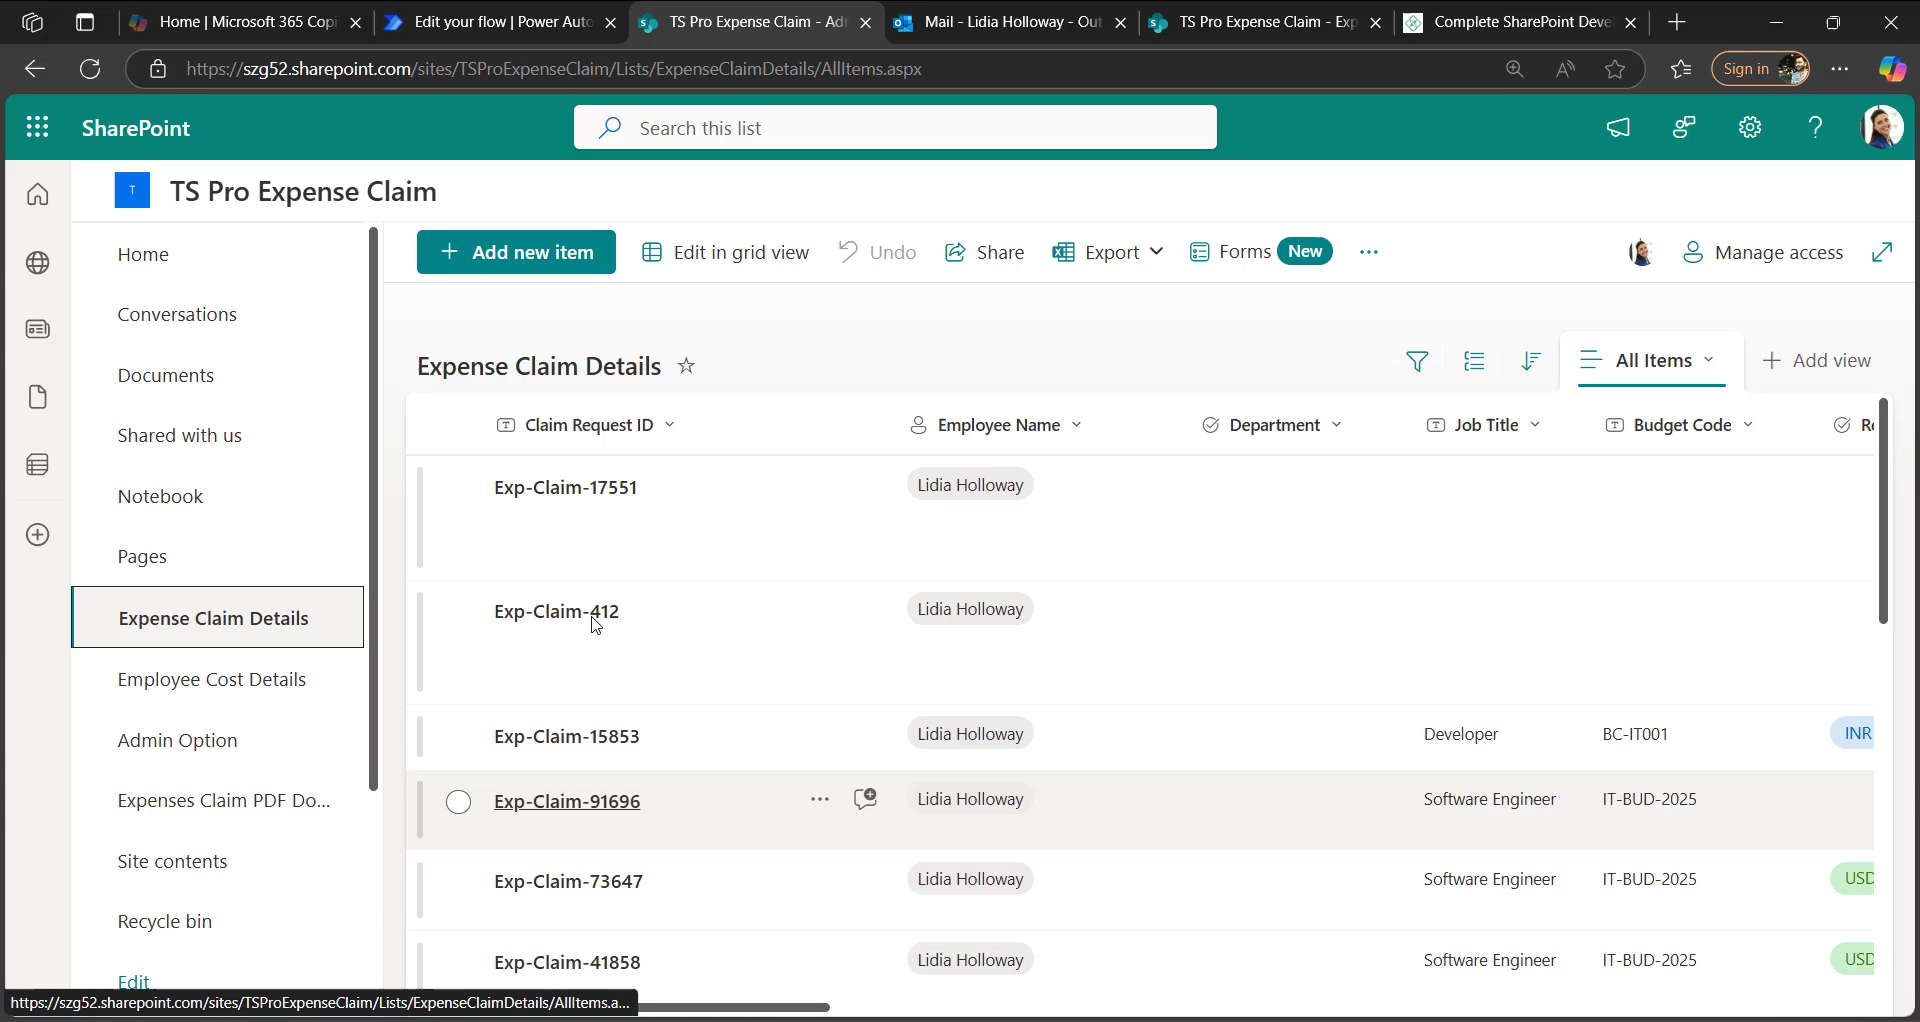 Home | Microsoft 365 Copi
Edit your flow | Power Auto
TS Pro Expense Claim - Adr
Mail - Lidia Holloway - Out
TS Pro Expense Claim - Exp
Complete SharePoint Deve
https://szg52.sharepoint.com/sites/TSProExpenseClaim/Lists/ExpenseClaimDetails/AllItems.aspx
Sign in
SharePoint
Search this list
T
TS Pro Expense Claim
Home
Conversations
Documents
Shared with us
Notebook
Pages
Expense Claim Details
Employee Cost Details
Admin Option
Expenses Claim PDF Do...
Site contents
Recycle bin
Edit
Add new item
Edit in grid view
Undo
Share
Export
Forms New
Manage access
Expense Claim Details
All Items
Add view
Claim Request ID Employee Name Department Job Title Budget Code Re
Exp-Claim-17551 Lidia Holloway
Exp-Claim-412 Lidia Holloway
Exp-Claim-15853 Lidia Holloway Developer BC-IT001 INR
Exp-Claim-91696 Lidia Holloway Software Engineer IT-BUD-2025
Exp-Claim-73647 Lidia Holloway Software Engineer IT-BUD-2025 USD
Exp-Claim-41858 Lidia Holloway Software Engineer IT-BUD-2025 USD
https://szg52.sharepoint.com/sites/TSProExpenseClaim/Lists/ExpenseClaimDetails/AllItems.a...